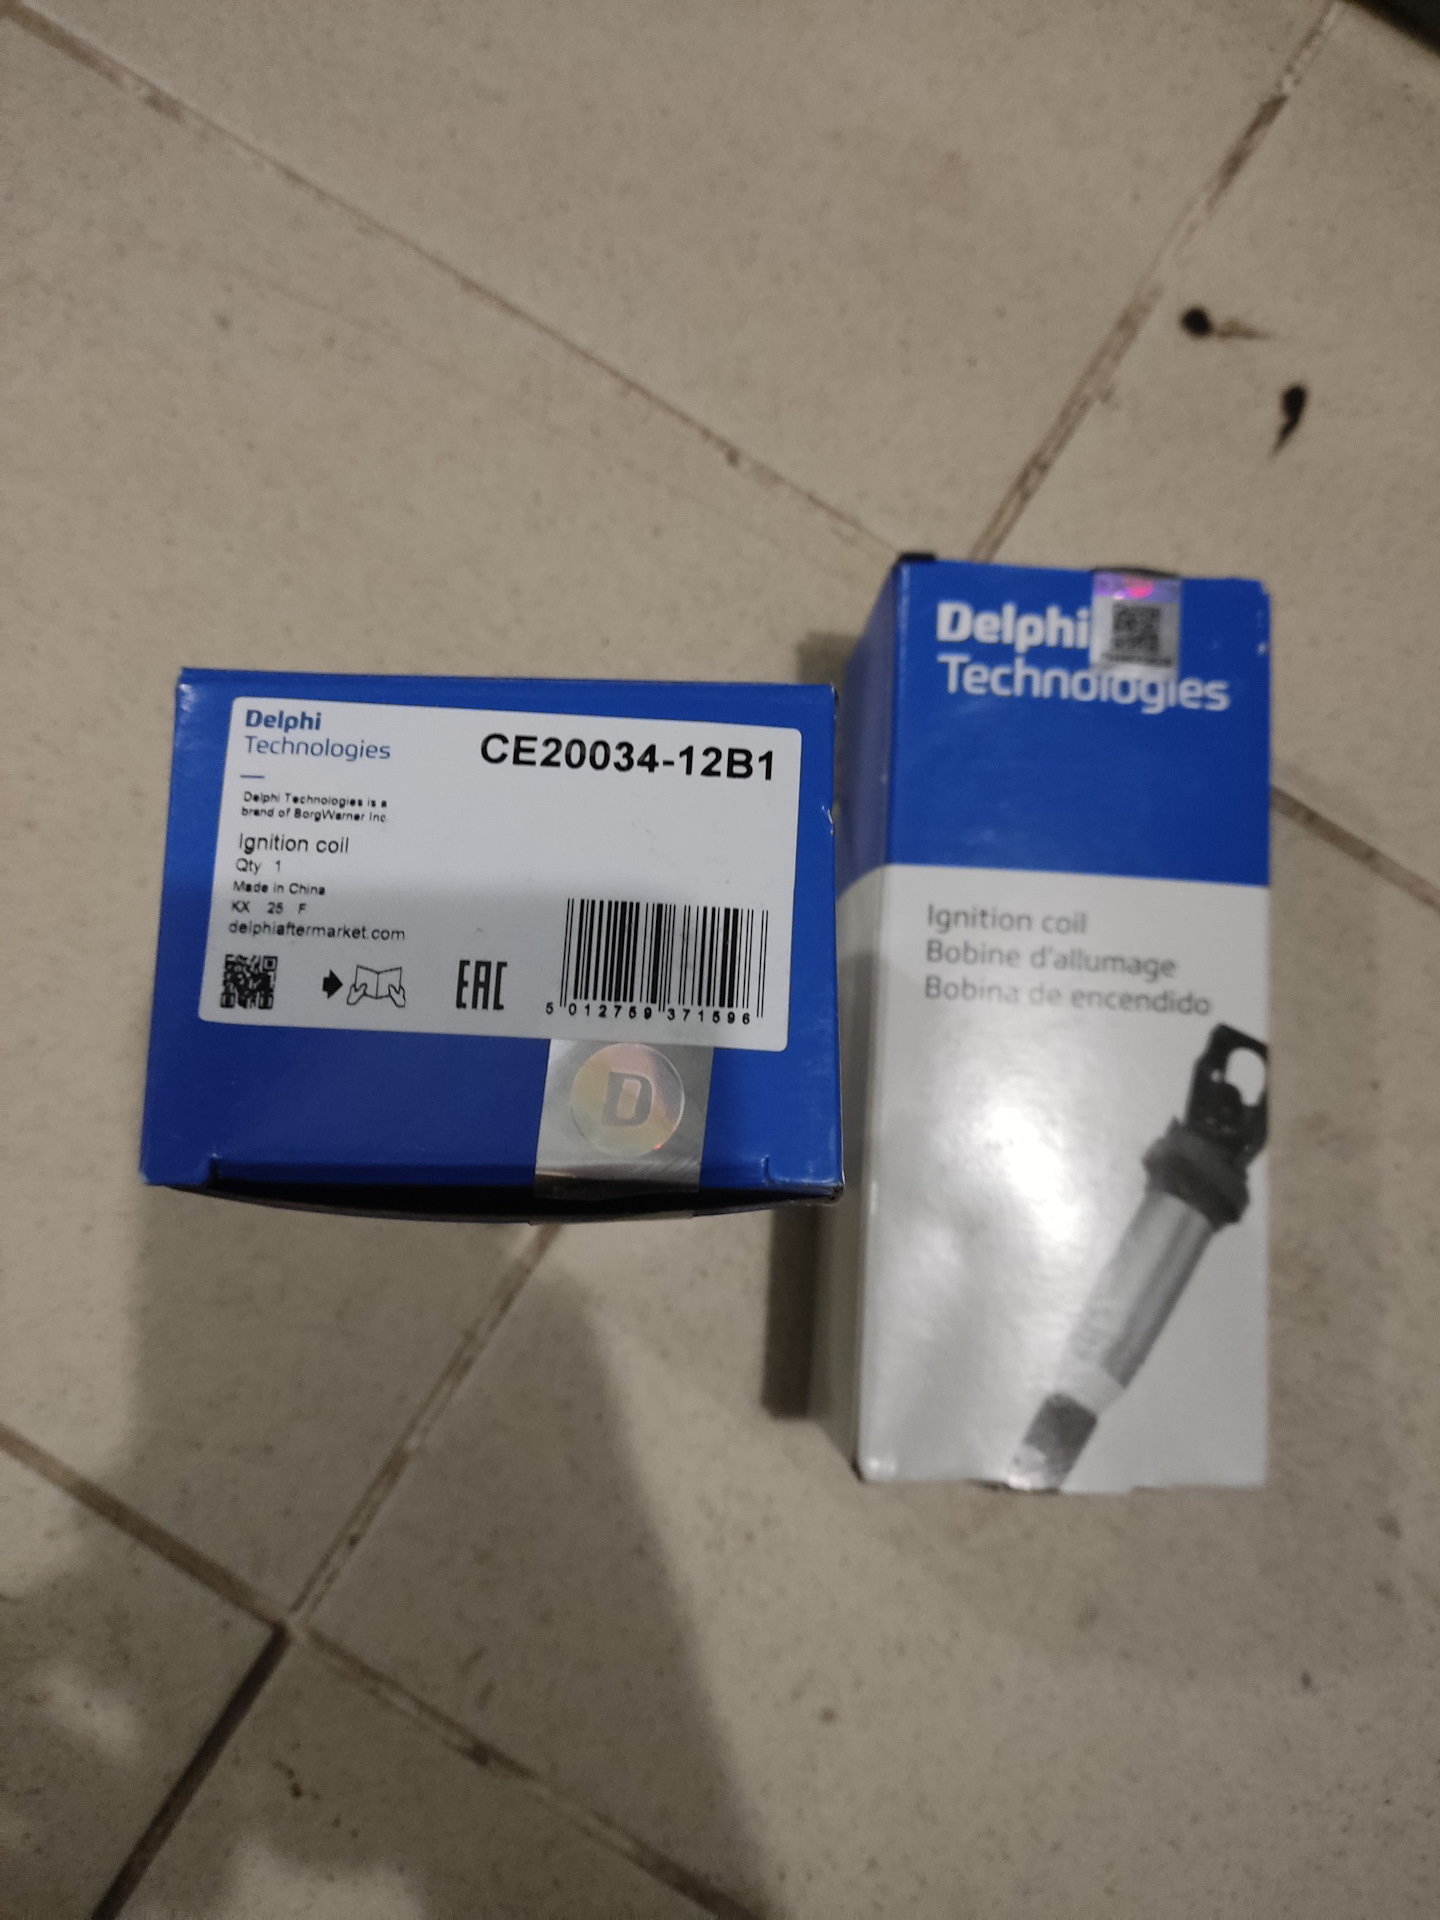 Delphi
Technologies
CE20034-12B1
Delphi Technologies is a
brand of BorgWarner Inc.
Ignition coil
Qty 1
Made in China
KX 25 F
delphiaftermarket.com
EAC
5 012759 371596
D
Delphi
Technologies
Ignition coil
Bobine d'allumage
Bobina de encendido